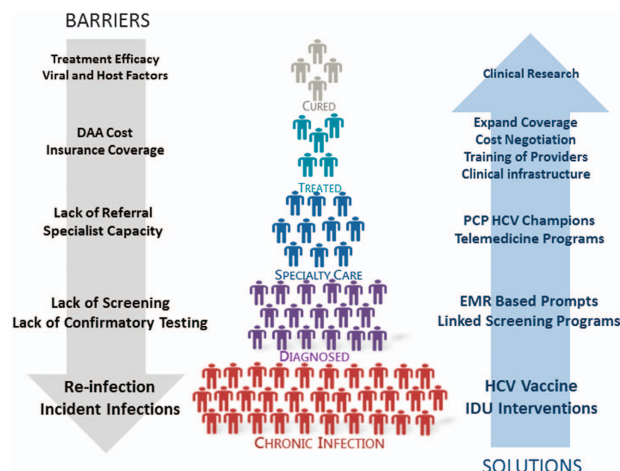 BARRIERS
Treatment Efficacy
Viral and Host Factors
DAA Cost
Insurance Coverage
Lack of Referral
Specialist Capacity
Lack of Screening
Lack of Confirmatory Testing
Re-infection
Incident Infections
CURED
TREATED
SPECIALTY CARE
DIAGNOSED
CHRONIC INFECTION
Clinical Research
Expand Coverage
Cost Negotiation
Training of Providers
Clinical infrastructure
PCP HCV Champions
Telemedicine Programs
EMR Based Prompts
Linked Screening Programs
HCV Vaccine
IDU Interventions
SOLUTIONS